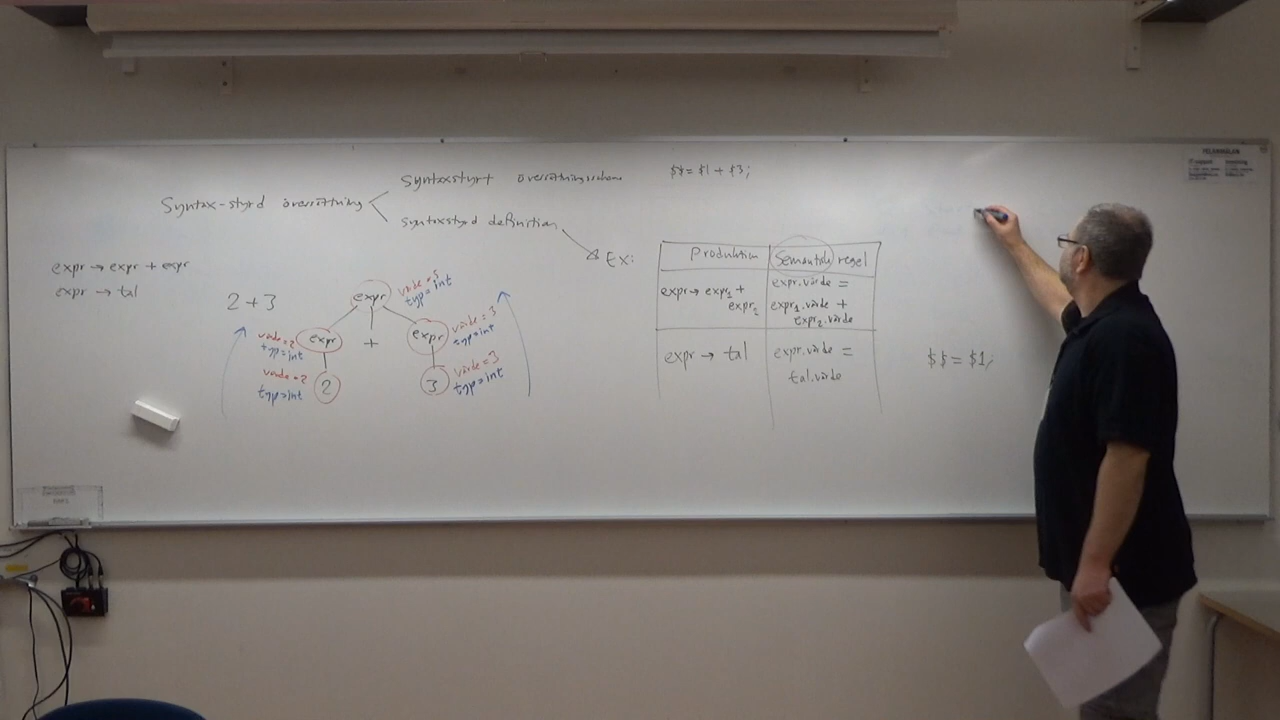 Syntaxstyrt översättningsschema
$$ = $1 + $3;
Syntax-styrd översättning
syntaxstyrd definition
Ex:
expr → expr + expr
expr → tal
2 + 3
expr
värde = 5
typ = int
expr
värde = 2
typ = int
+
expr
värde = 3
typ = int
2
värde = 2
typ = int
3
värde = 3
typ = int
Produktion
Semantisk regel
expr → expr1 +
expr2
expr.värde =
expr1.värde +
expr2.värde
expr → tal
expr.värde =
tal.värde
$$ = $1;
FELANMÄLAN